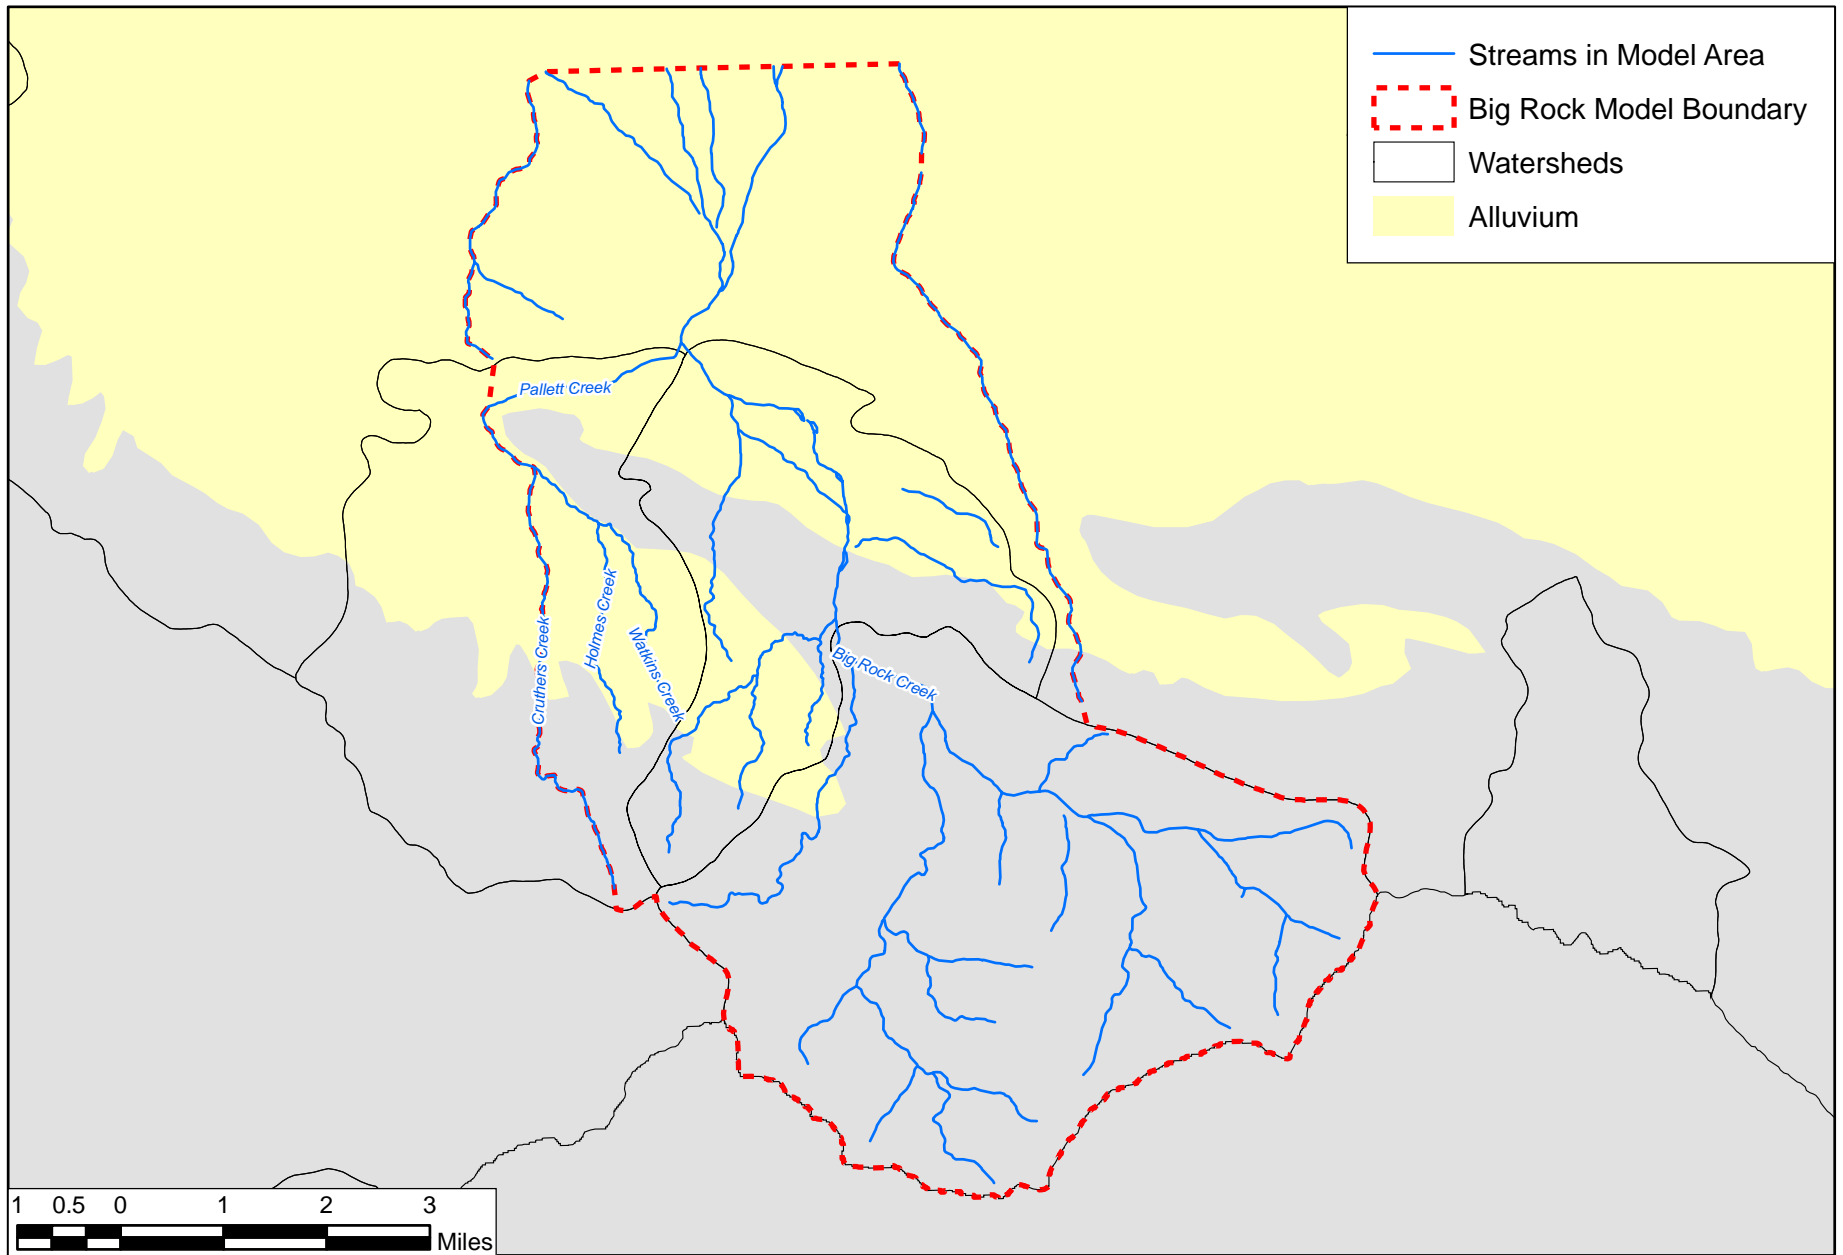 Streams in Model Area
Big Rock Model Boundary
Watersheds
Alluvium
Pallett Creek
Cruthers Creek
Holmes Creek
Watkins Creek
Big Rock Creek
1 0.5 0 1 2 3
Miles